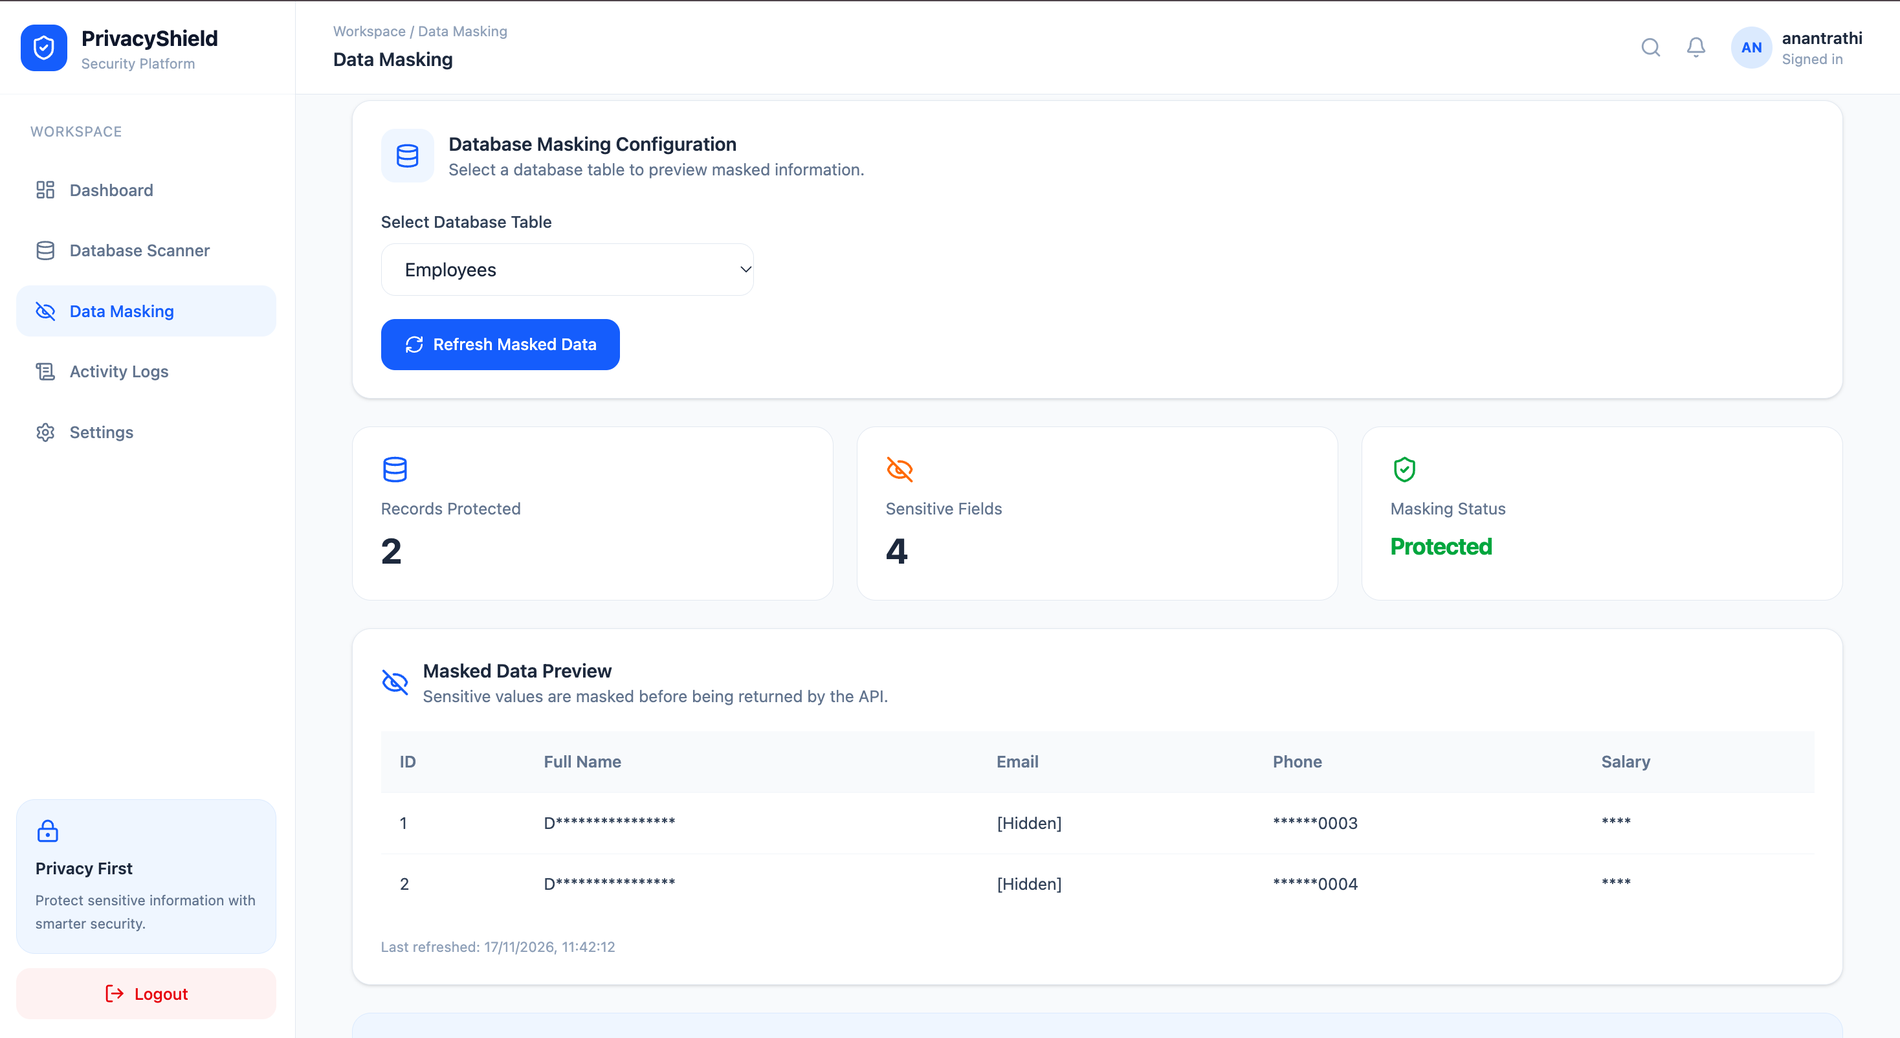 PrivacyShield
Security Platform
WORKSPACE
Dashboard
Database Scanner
Data Masking
Activity Logs
Settings
Privacy First
Protect sensitive information with
smarter security.
Logout
Workspace / Data Masking
Data Masking
AN
anantrathi
Signed in
Database Masking Configuration
Select a database table to preview masked information.
Select Database Table
Employees
Refresh Masked Data
Records Protected
2
Sensitive Fields
4
Masking Status
Protected
Masked Data Preview
Sensitive values are masked before being returned by the API.
ID Full Name Email Phone Salary
1 D**************** [Hidden] ******0003 ****
2 D**************** [Hidden] ******0004 ****
Last refreshed: 17/11/2026, 11:42:12